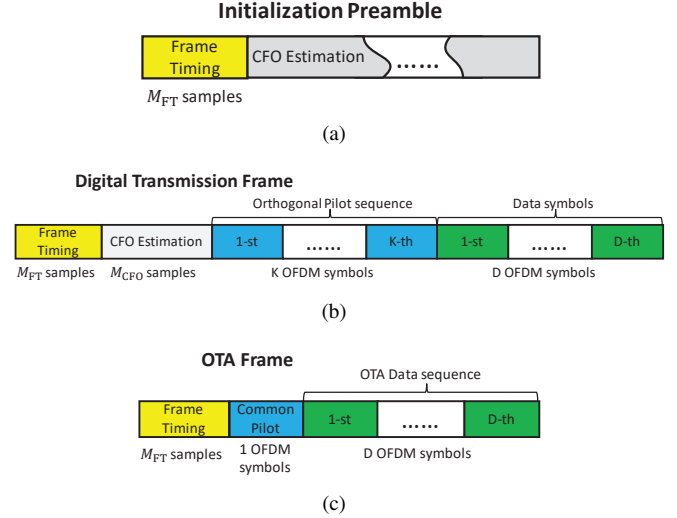 Initialization Preamble
Frame
Timing
CFO Estimation
......
M_FT samples
(a)
Digital Transmission Frame
Orthogonal Pilot sequence
Data symbols
Frame
Timing
CFO Estimation
1-st
......
K-th
1-st
......
D-th
M_FT samples
M_CFO samples
K OFDM symbols
D OFDM symbols
(b)
OTA Frame
OTA Data sequence
Frame
Timing
Common
Pilot
1-st
......
D-th
M_FT samples
1 OFDM
symbols
D OFDM symbols
(c)